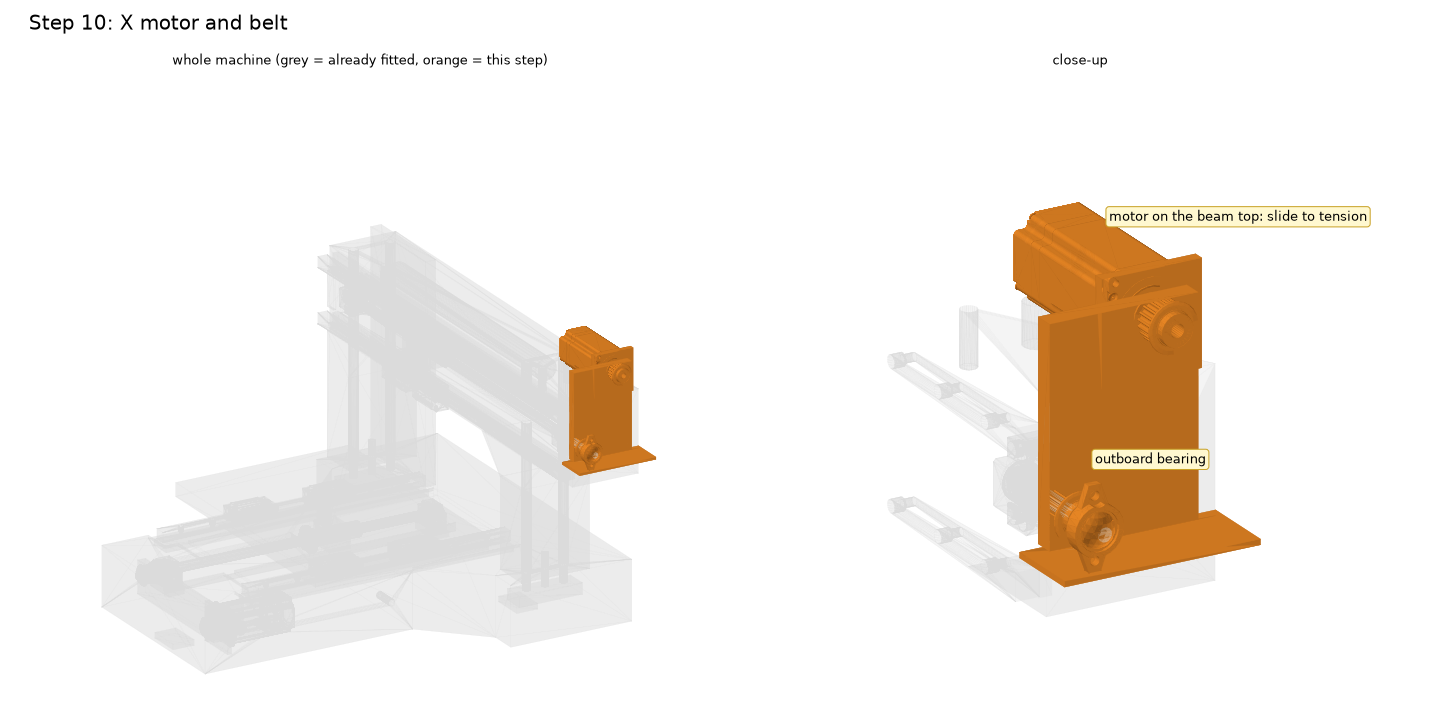 Step 10: X motor and belt
whole machine (grey = already fitted, orange = this step)
close-up
motor on the beam top: slide to tension
outboard bearing